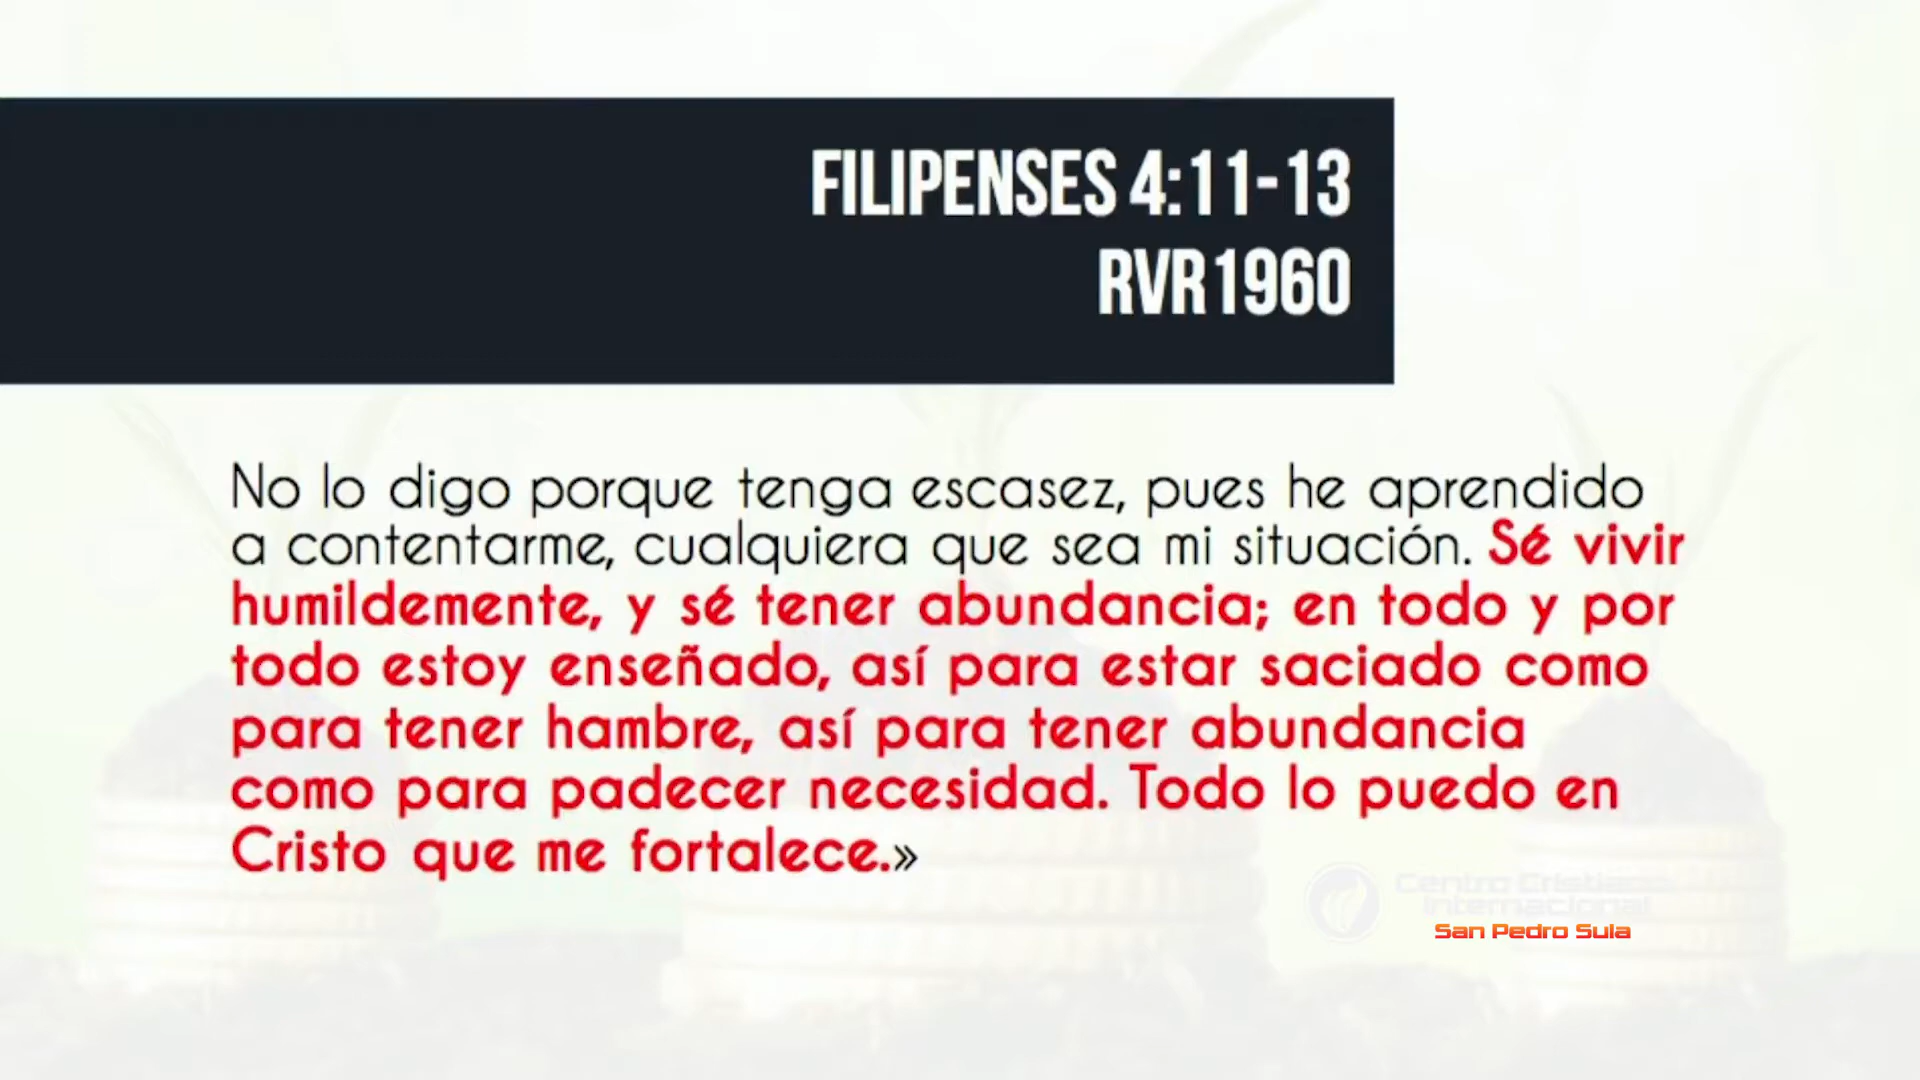 FILIPENSES 4:11-13
RVR1960
No lo digo porque tenga escasez, pues he aprendido
a contentarme, cualquiera que sea mi situación. Sé vivir
humildemente, y sé tener abundancia; en todo y por
todo estoy enseñado, así para estar saciado como
para tener hambre, así para tener abundancia
como para padecer necesidad. Todo lo puedo en
Cristo que me fortalece.»
Centro Cristiano
Internacional
San Pedro Sula